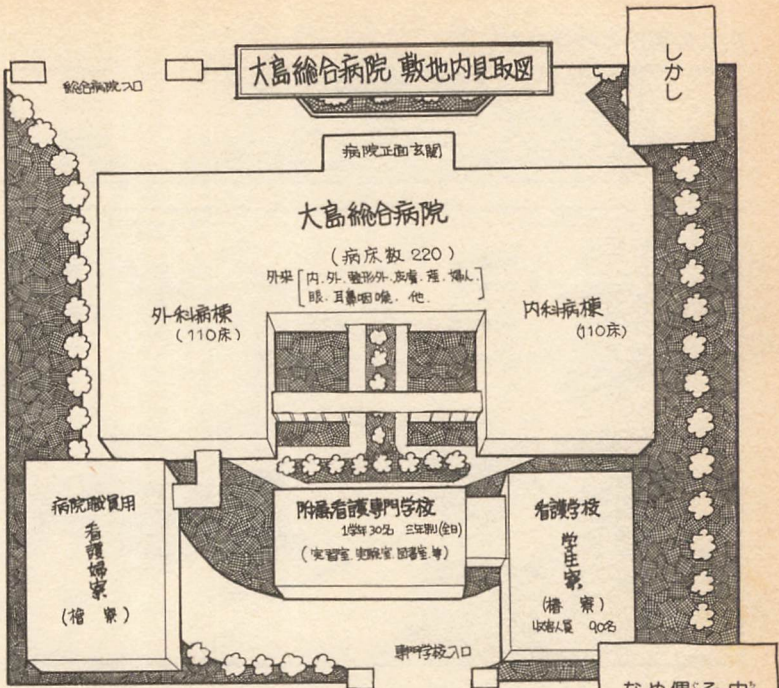 大島総合病院 敷地内見取図
しかし
総合病院入口
病院正面玄関
大島総合病院
(病床数220)
外来[内.外.整形外.皮膚.産.婦人.
眼.耳鼻咽喉.他.]
外科病棟
(110床)
内科病棟
(110床)
病院職員用
看護婦寮
附属看護専門学校
1学年30名 三年制(全日)
(実習室.実験室.図書室.等)
看護学校
学生寮
収容人員 90名
専門学校入口